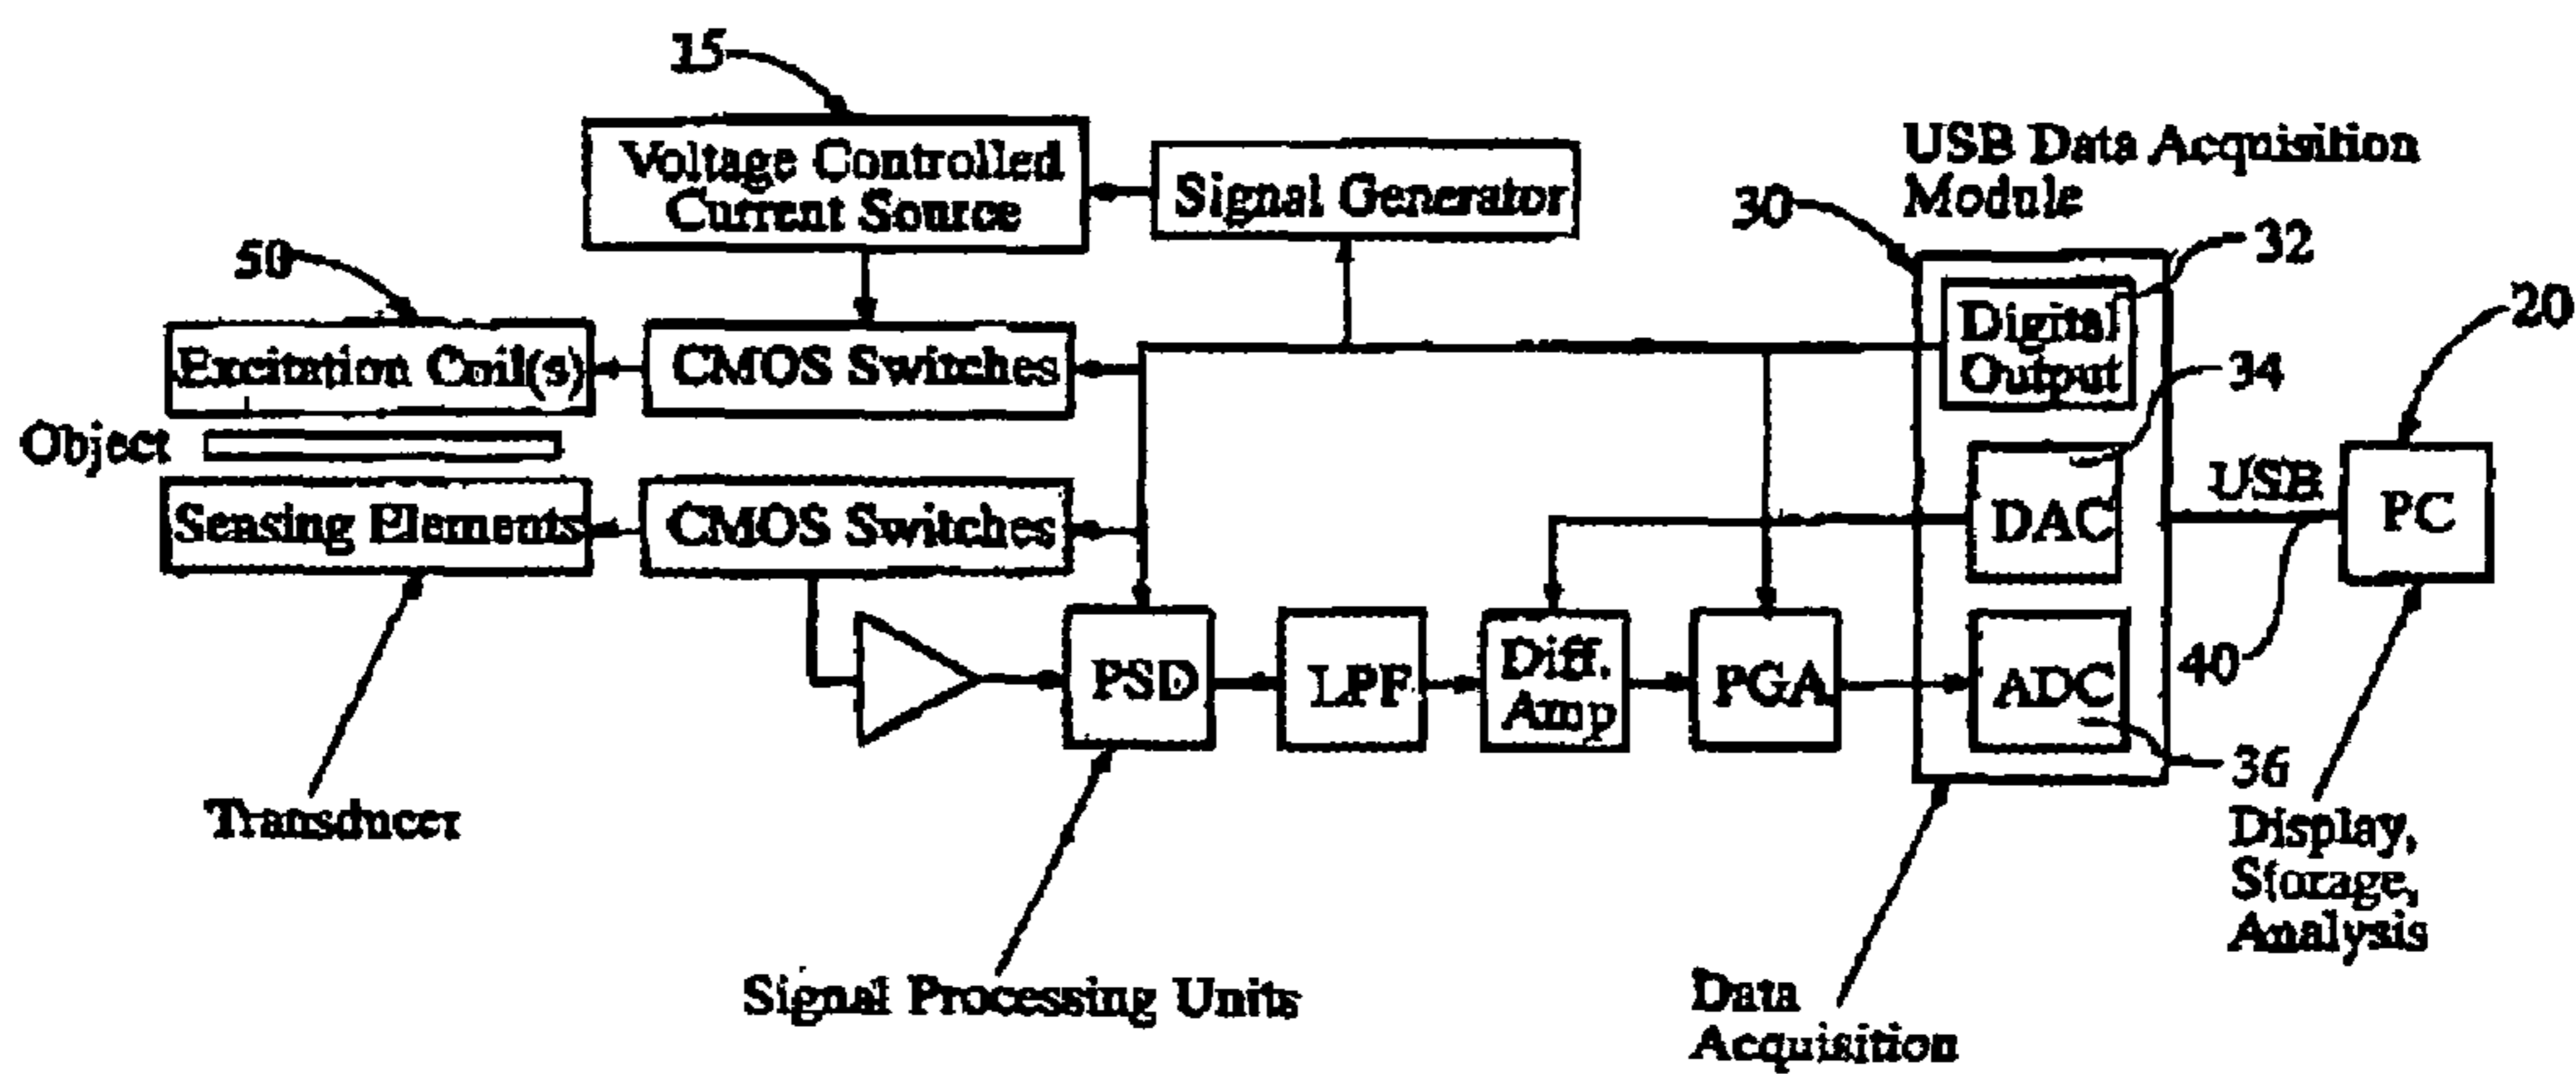 15
Voltage Controlled
Current Source
Signal Generator
USB Data Acquisition
Module
30
32
50
Digital
Output
20
Excitation Coil(s)
CMOS Switches
34
Object
USB
PC
Sensing Elements
CMOS Switches
DAC
PSD
LPF
Diff.
Amp
PGA
ADC
40
36
Transducer
Display,
Storage,
Analysis
Signal Processing Units
Data
Acquisition